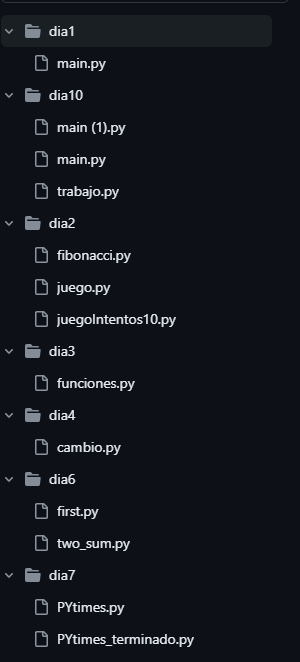 dia1
main.py
dia10
main (1).py
main.py
trabajo.py
dia2
fibonacci.py
juego.py
juegoIntentos10.py
dia3
funciones.py
dia4
cambio.py
dia6
first.py
two_sum.py
dia7
PYtimes.py
PYtimes_terminado.py